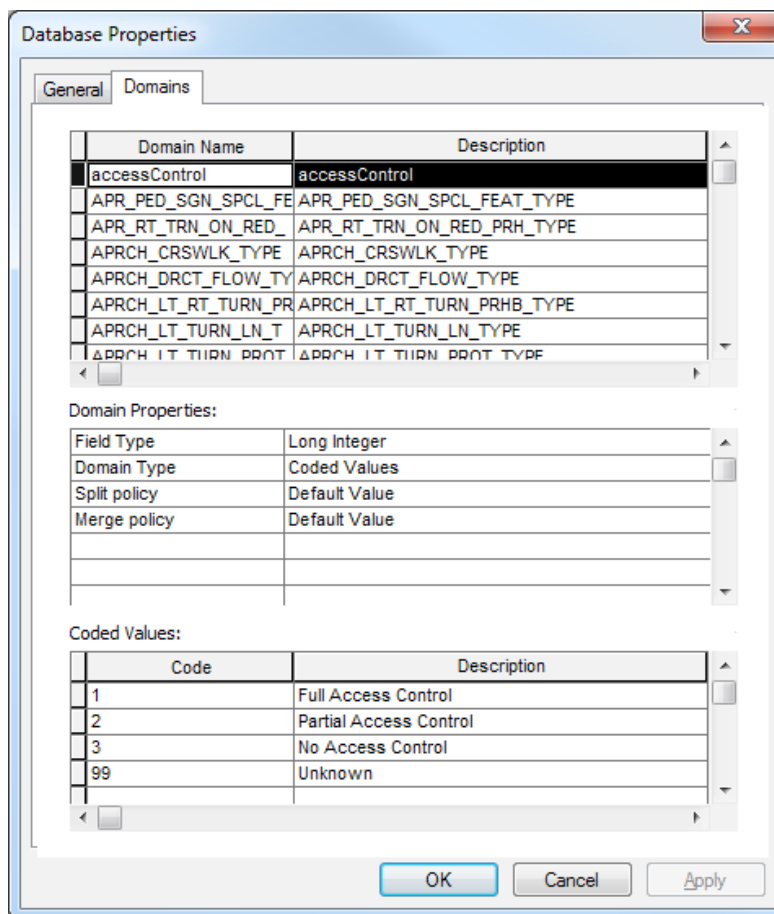 Database Properties
General Domains
Domain Name Description
accessControl accessControl
APR_PED_SGN_SPCL_FE APR_PED_SGN_SPCL_FEAT_TYPE
APR_RT_TRN_ON_RED_ APR_RT_TRN_ON_RED_PRH_TYPE
APRCH_CRSWLK_TYPE APRCH_CRSWLK_TYPE
APRCH_DRCT_FLOW_TY APRCH_DRCT_FLOW_TYPE
APRCH_LT_RT_TURN_PR APRCH_LT_RT_TURN_PRHB_TYPE
APRCH_LT_TURN_LN_T APRCH_LT_TURN_LN_TYPE
APRCH_LT_TURN_PROT APRCH_LT_TURN_PROT_TYPE
Domain Properties:
Field Type Long Integer
Domain Type Coded Values
Split policy Default Value
Merge policy Default Value
Coded Values:
Code Description
1 Full Access Control
2 Partial Access Control
3 No Access Control
99 Unknown
OK Cancel Apply